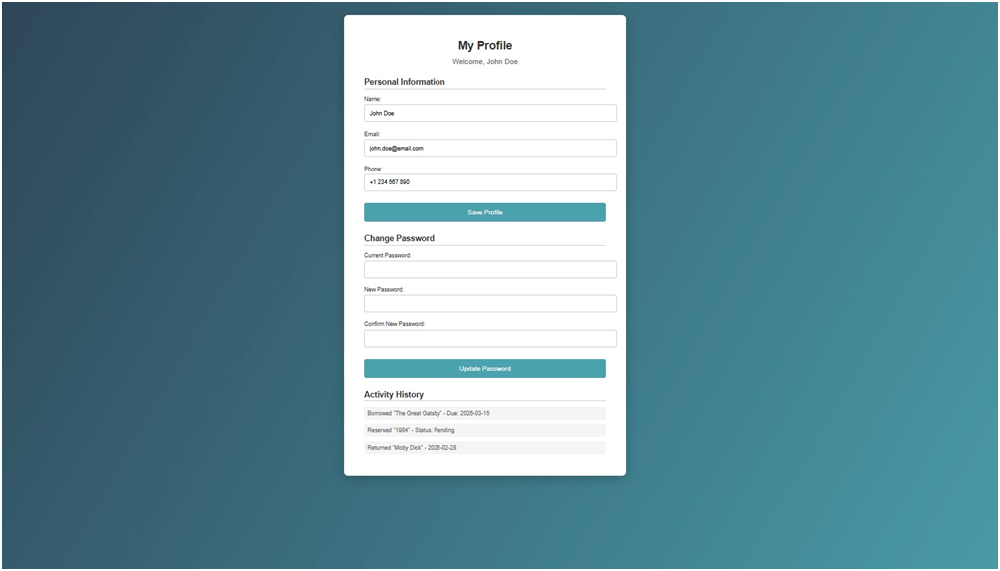 My Profile
Welcome, John Doe
Personal Information
Name:
John Doe
Email:
john.doe@email.com
Phone:
+1 234 567 890
Save Profile
Change Password
Current Password:
New Password:
Confirm New Password:
Update Password
Activity History
Borrowed "The Great Gatsby" - Due: 2026-03-15
Reserved "1984" - Status: Pending
Returned "Moby Dick" - 2026-02-28